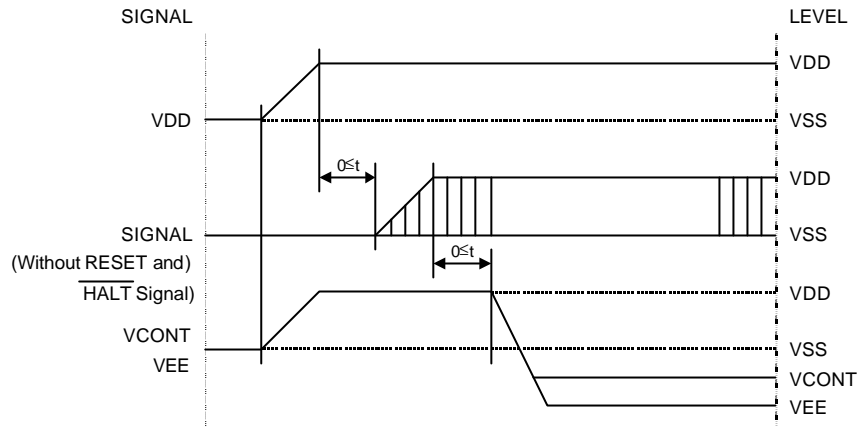 SIGNAL
LEVEL
VDD
VDD
VSS
0≤t
VDD
SIGNAL
VSS
(Without RESET and)
0≤t
HALT Signal)
VDD
VCONT
VSS
VEE
VCONT
VEE